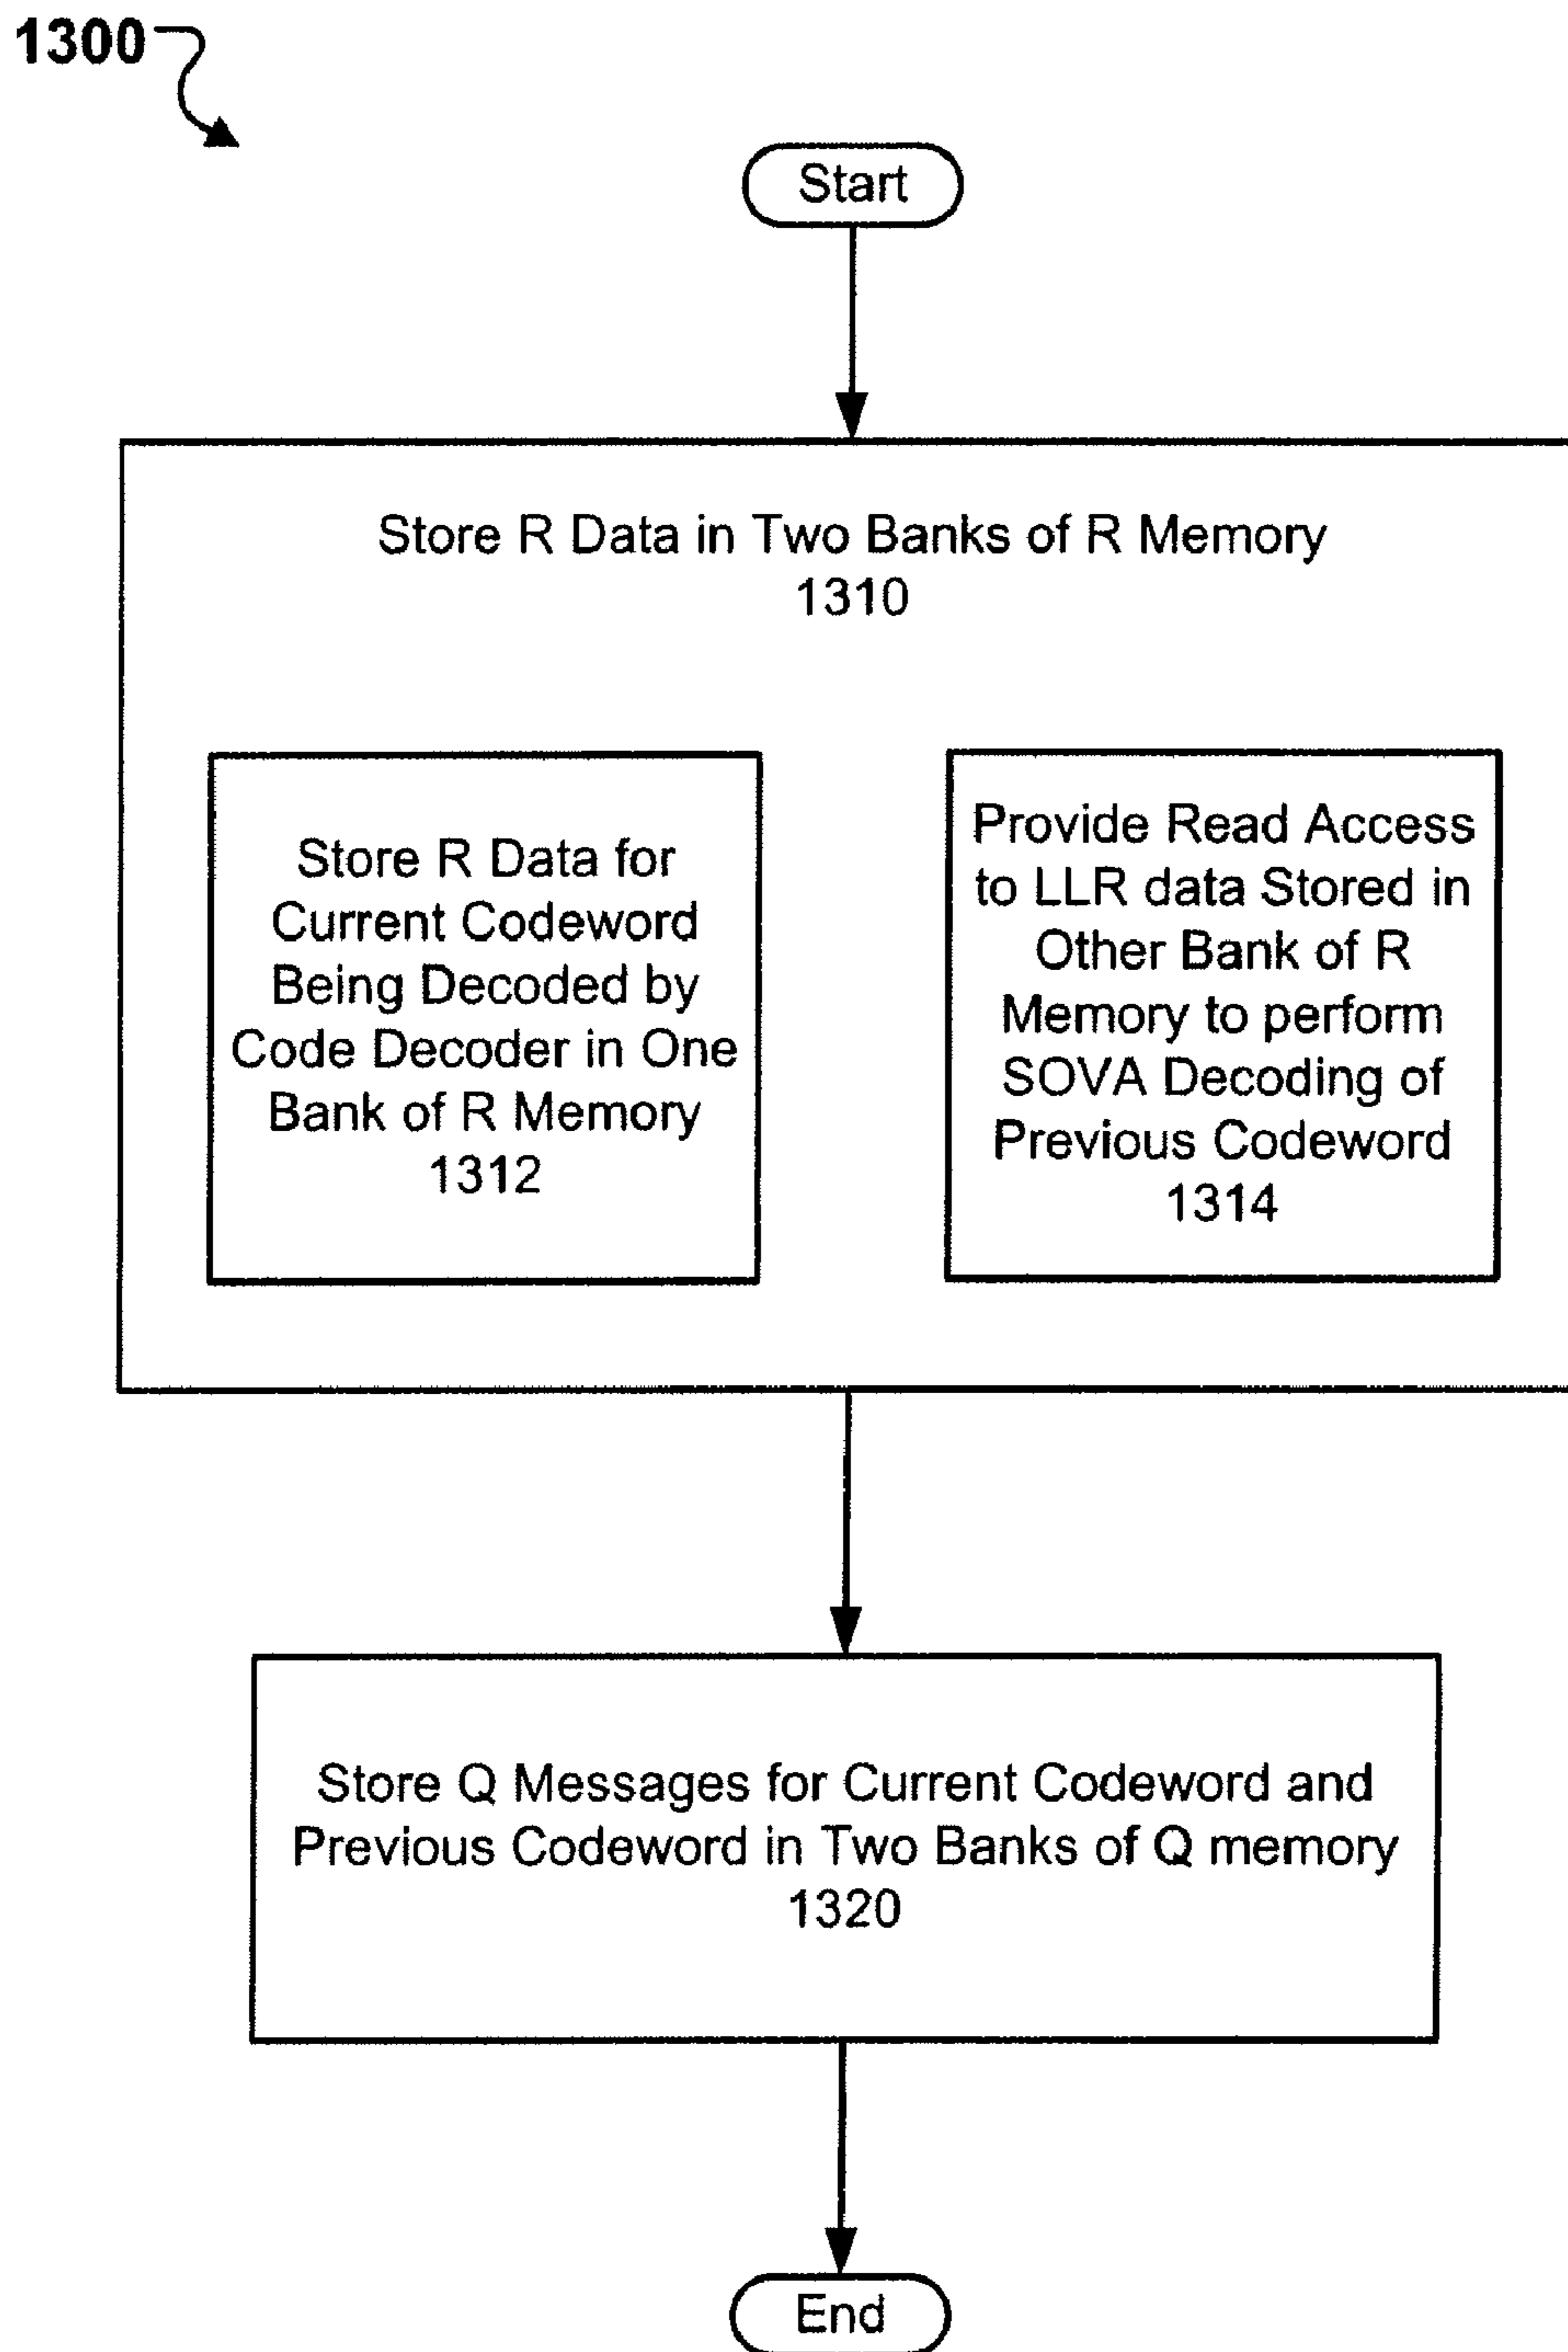 1300
Start
Store R Data in Two Banks of R Memory
1310
Store R Data for
Current Codeword
Being Decoded by
Code Decoder in One
Bank of R Memory
1312
Provide Read Access
to LLR data Stored in
Other Bank of R
Memory to perform
SOVA Decoding of
Previous Codeword
1314
Store Q Messages for Current Codeword and
Previous Codeword in Two Banks of Q memory
1320
End